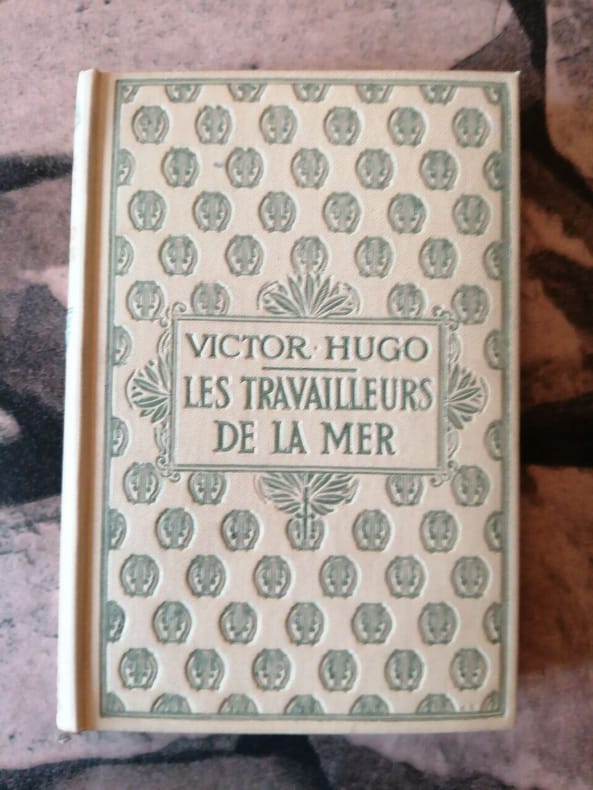 VICTOR · HUGO
LES TRAVAILLEURS
DE LA MER